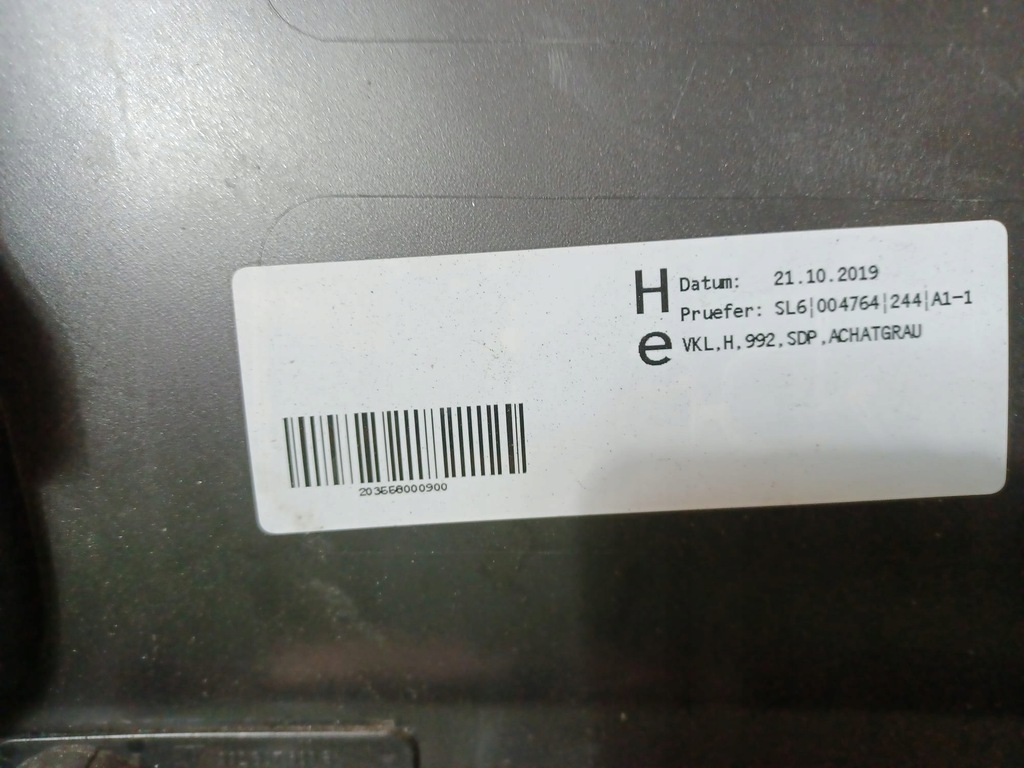 H Datum: 21.10.2019
Pruefer: SL6|004764|244|A1-1
e VKL,H,992,SDP,ACHATGRAU
203668000900